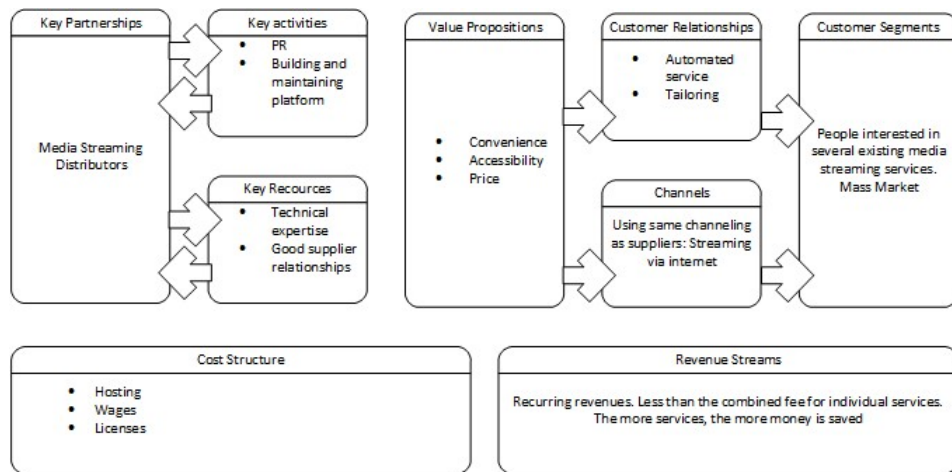 Key Partnerships
Media Streaming
Distributors
Key activities
• PR
• Building and
maintaining
platform
Key Recources
• Technical
expertise
• Good supplier
relationships
Value Propositions
• Convenience
• Accessibility
• Price
Customer Relationships
• Automated
service
• Tailoring
Channels
Using same channeling
as suppliers: Streaming
via internet
Customer Segments
People interested in
several existing media
streaming services.
Mass Market
Cost Structure
• Hosting
• Wages
• Licenses
Revenue Streams
Recurring revenues. Less than the combined fee for individual services.
The more services, the more money is saved